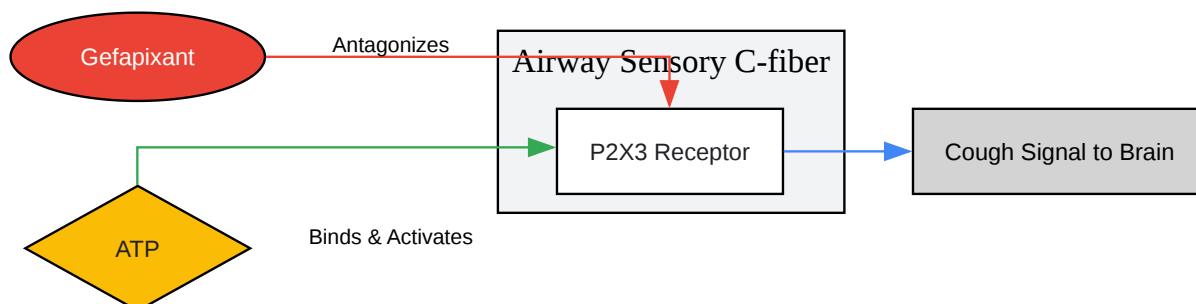 Gefapixant
Antagonizes
Airway Sensory C-fiber
P2X3 Receptor
Cough Signal to Brain
ATP
Binds & Activates